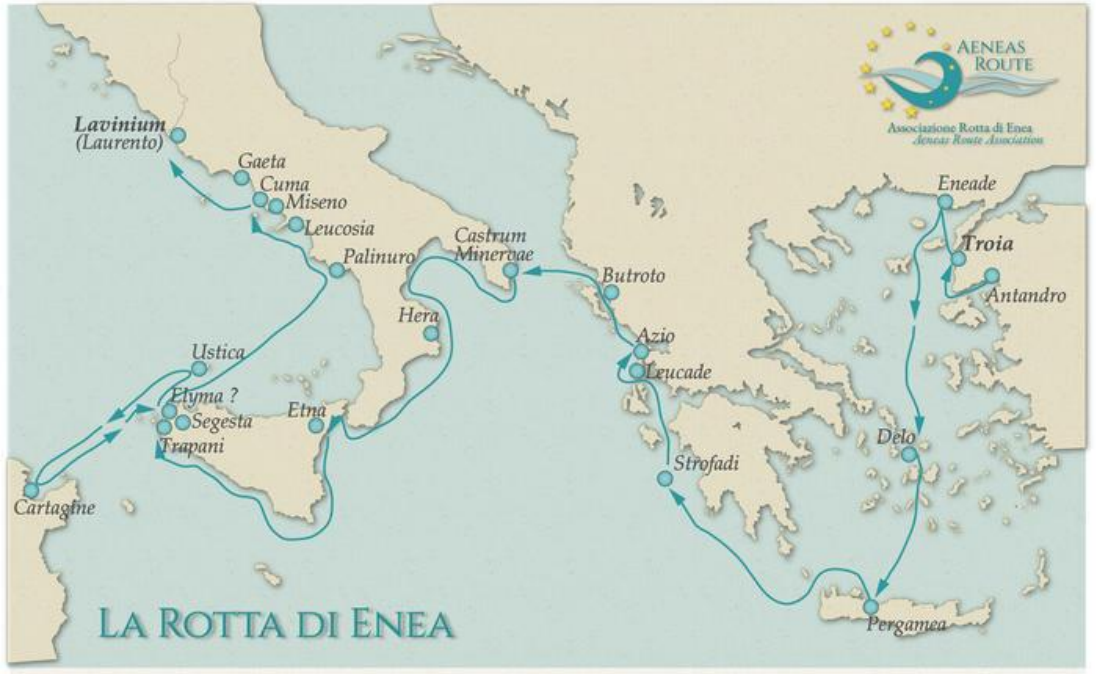 AENEAS
ROUTE
Associazione Rotta di Enea
Aeneas Route Association
Lavinium
(Laurento)
Gaeta
Cuma
Miseno
Leucosia
Palinuro
Castrum
Minervae
Butroto
Eneade
Troia
Antandro
Hera
Azio
Leucade
Ustica
Elyma ?
Segesta
Trapani
Etna
Delo
Strofadi
Cartagine
Pergamea
LA ROTTA DI ENEA